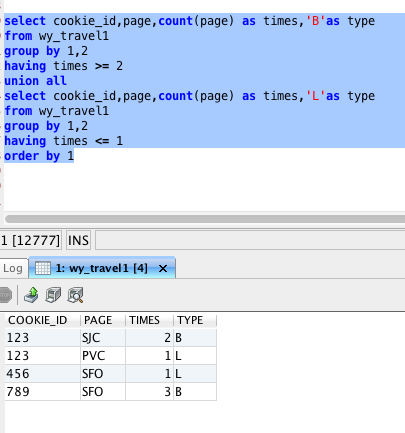 select cookie_id,page,count(page) as times,'B'as type
from wy_travel1
group by 1,2
having times >= 2
union all
select cookie_id,page,count(page) as times,'L'as type
from wy_travel1
group by 1,2
having times <= 1
order by 1
1 [12777] INS
Log 1: wy_travel1 [4] ×
COOKIE_ID PAGE TIMES TYPE
123 SJC 2 B
123 PVC 1 L
456 SFO 1 L
789 SFO 3 B